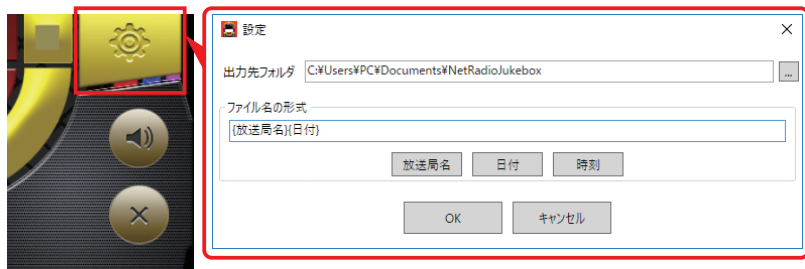 設定
出力先フォルダ C:¥Users¥PC¥Documents¥NetRadioJukebox ...
ファイル名の形式
{放送局名}{日付}
放送局名 日付 時刻
OK キャンセル